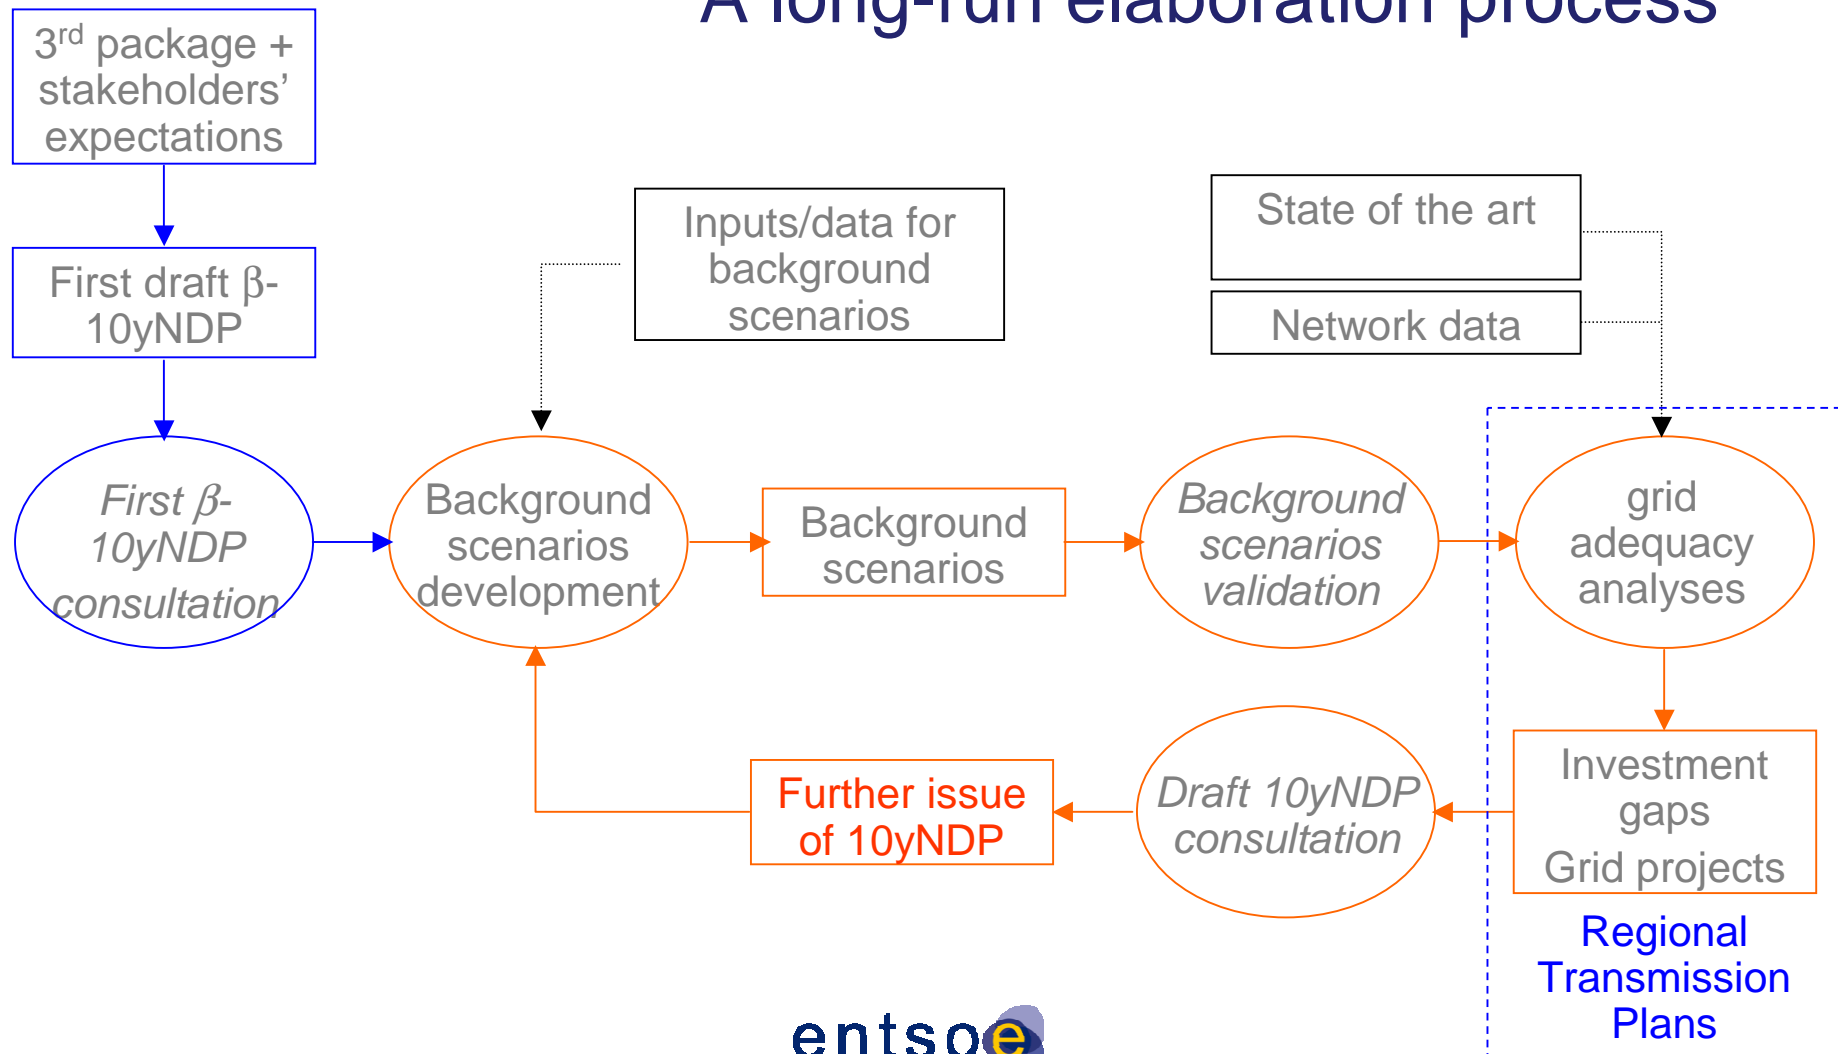 A long-run elaboration process
3rd package +
stakeholders’
expectations
First draft β-
10yNDP
Inputs/data for
background
scenarios
State of the art
Network data
First β-
10yNDP
consultation
Background
scenarios
development
Background
scenarios
Background
scenarios
validation
grid
adequacy
analyses
Further issue
of 10yNDP
Draft 10yNDP
consultation
Investment
gaps
Grid projects
Regional
Transmission
Plans
entsoe